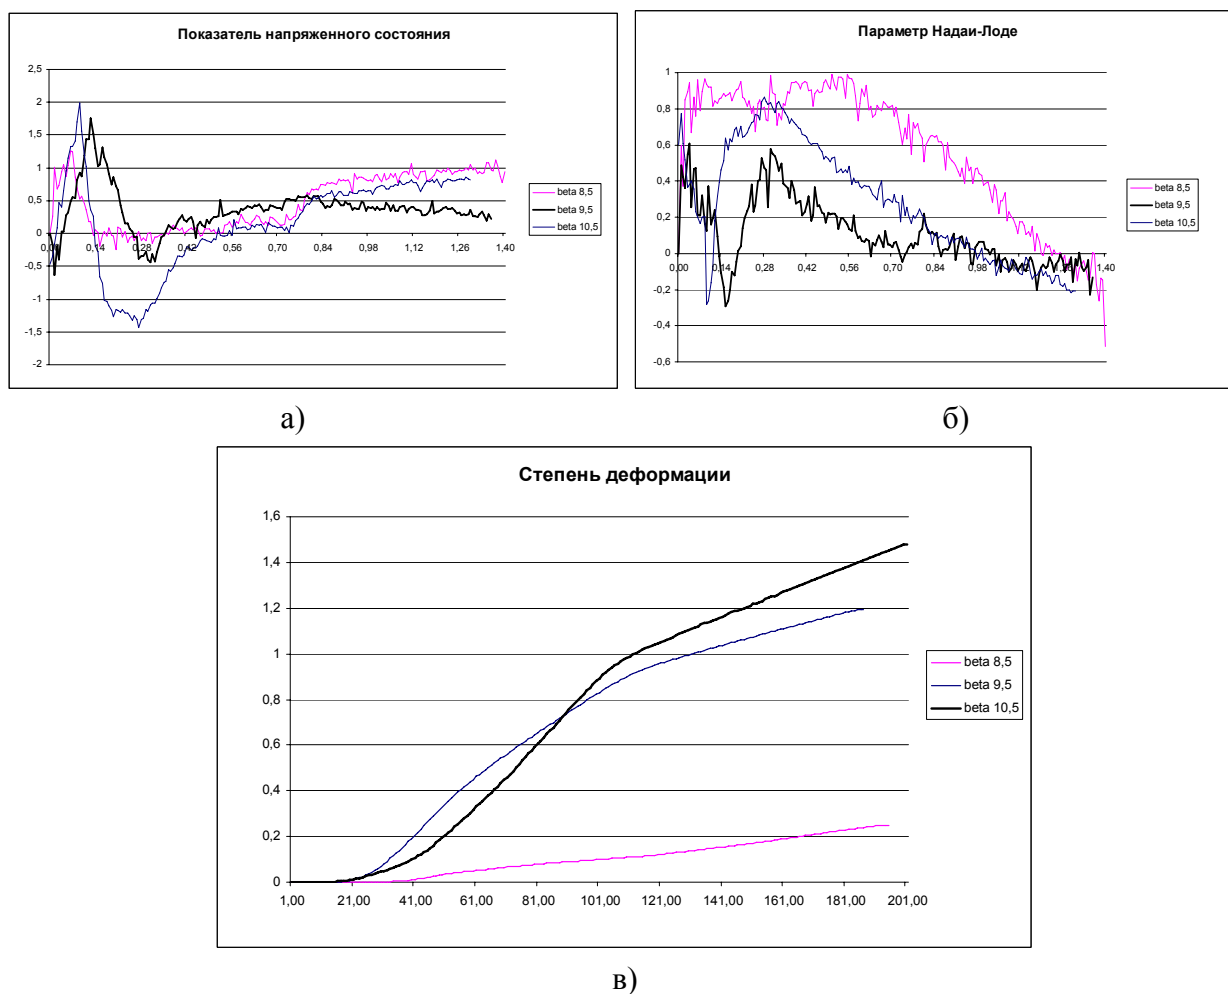 Показатель напряженного состояния
2,5
2
1,5
1
0,5
0
-0,5
-1
-1,5
-2
0,14 0,28 0,42 0,56 0,70 0,84 0,98 1,12 1,26 1,40
beta 8,5
beta 9,5
beta 10,5
а)
Параметр Надаи-Лоде
1
0,8
0,6
0,4
0,2
0
-0,2
-0,4
-0,6
0,00 0,14 0,28 0,42 0,56 0,70 0,84 0,98 1,40
beta 8,5
beta 9,5
beta 10,5
б)
Степень деформации
1,6
1,4
1,2
1
0,8
0,6
0,4
0,2
0
1,00 21,00 41,00 61,00 81,00 101,00 121,00 141,00 161,00 181,00 201,00
beta 8,5
beta 9,5
beta 10,5
в)